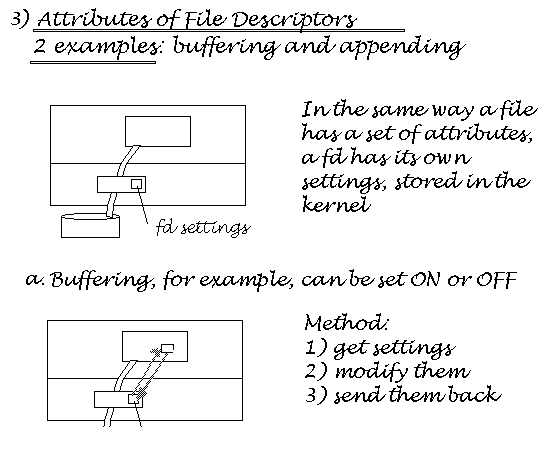 3) Attributes of File Descriptors
2 examples: buffering and appending
In the same way a file
has a set of attributes,
a fd has its own
settings, stored in the
kernel
fd settings
a. Buffering, for example, can be set ON or OFF
Method:
1) get settings
2) modify them
3) send them back